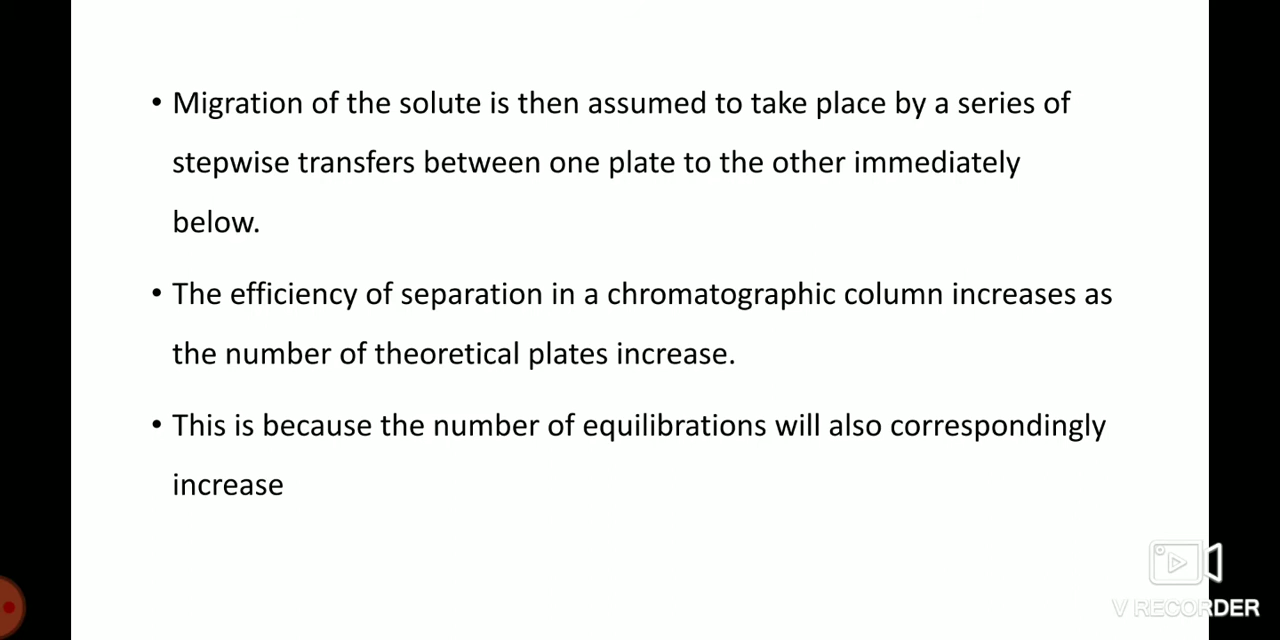 • Migration of the solute is then assumed to take place by a series of
stepwise transfers between one plate to the other immediately
below.
• The efficiency of separation in a chromatographic column increases as
the number of theoretical plates increase.
• This is because the number of equilibrations will also correspondingly
increase
V RECORDER